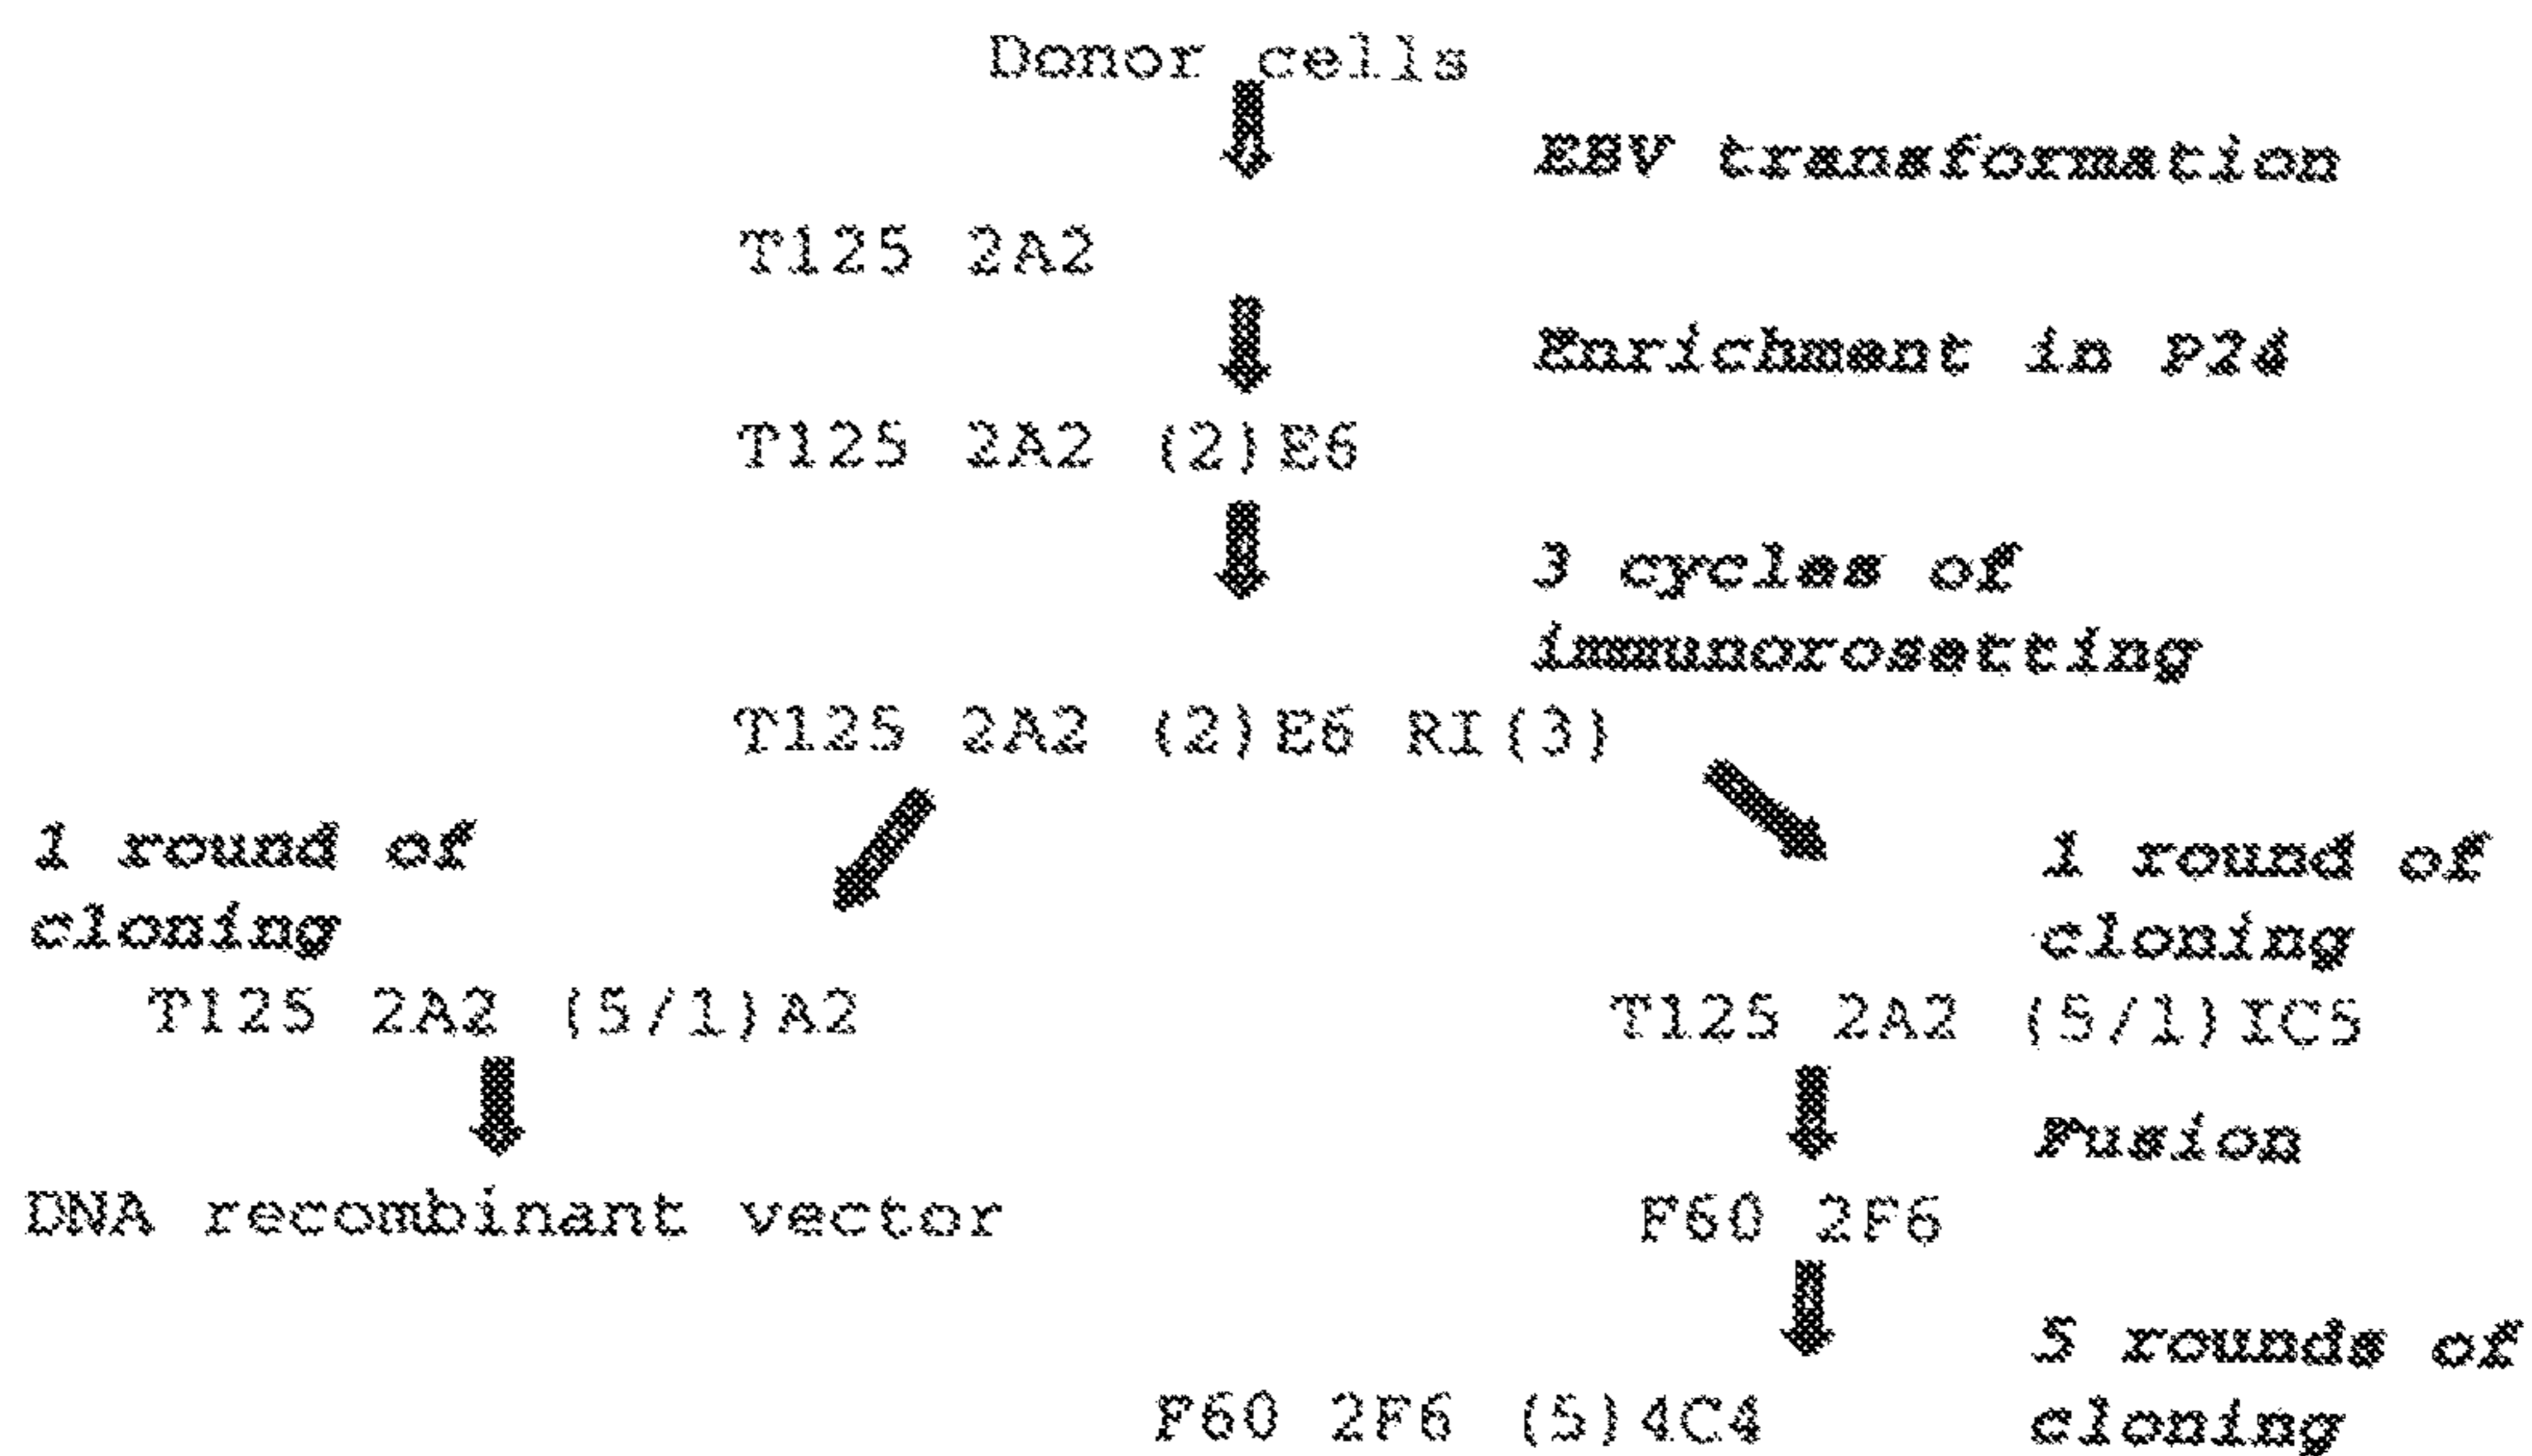 Donor cells
EBV transformation
T125 2A2
Enrichment in P24
T125 2A2 (2)E6
3 cycles of
immunorosetting
T125 2A2 (2)E6 RI(3)
1 round of
cloning
1 round of
cloning
T125 2A2 (5/1)A2
T125 2A2 (5/1)IC5
Fusion
DNA recombinant vector
F60 2F6
5 rounds of
cloning
F60 2F6 (5)4C4